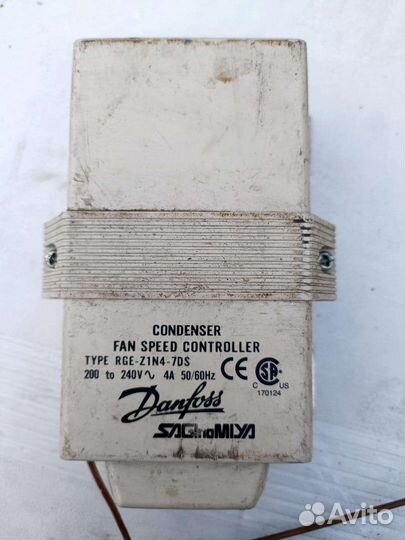 CONDENSER
FAN SPEED CONTROLLER
TYPE RGE-Z1N4-7DS
200 to 240V∿ 4A 50/60Hz CE
C SA US
170124
Danfoss
SAGInoMIYA
Avito